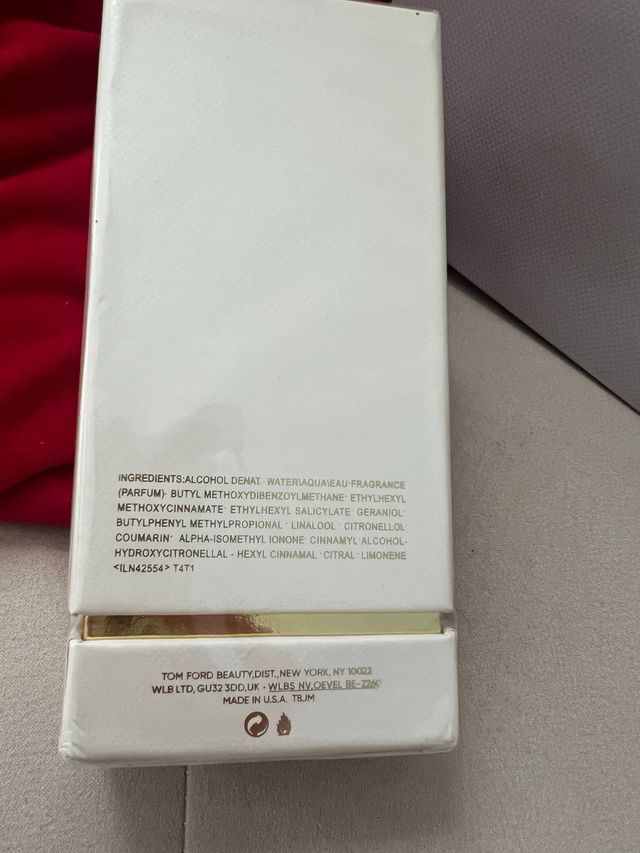 INGREDIENTS:ALCOHOL DENAT.· WATER\AQUA\EAU·FRAGRANCE
(PARFUM)· BUTYL METHOXYDIBENZOYLMETHANE· ETHYLHEXYL
METHOXYCINNAMATE· ETHYLHEXYL SALICYLATE· GERANIOL·
BUTYLPHENYL METHYLPROPIONAL · LINALOOL · CITRONELLOL·
COUMARIN· ALPHA-ISOMETHYL IONONE· CINNAMYL·ALCOHOL-
HYDROXYCITRONELLAL - HEXYL CINNAMAL · CITRAL · LIMONENE
<ILN42554> T4T1
TOM FORD BEAUTY,DIST.,NEW YORK, NY 10022
WLB LTD, GU32 3DD,UK · WLBS NV,OEVEL BE-2260
MADE IN U.S.A. TBJM